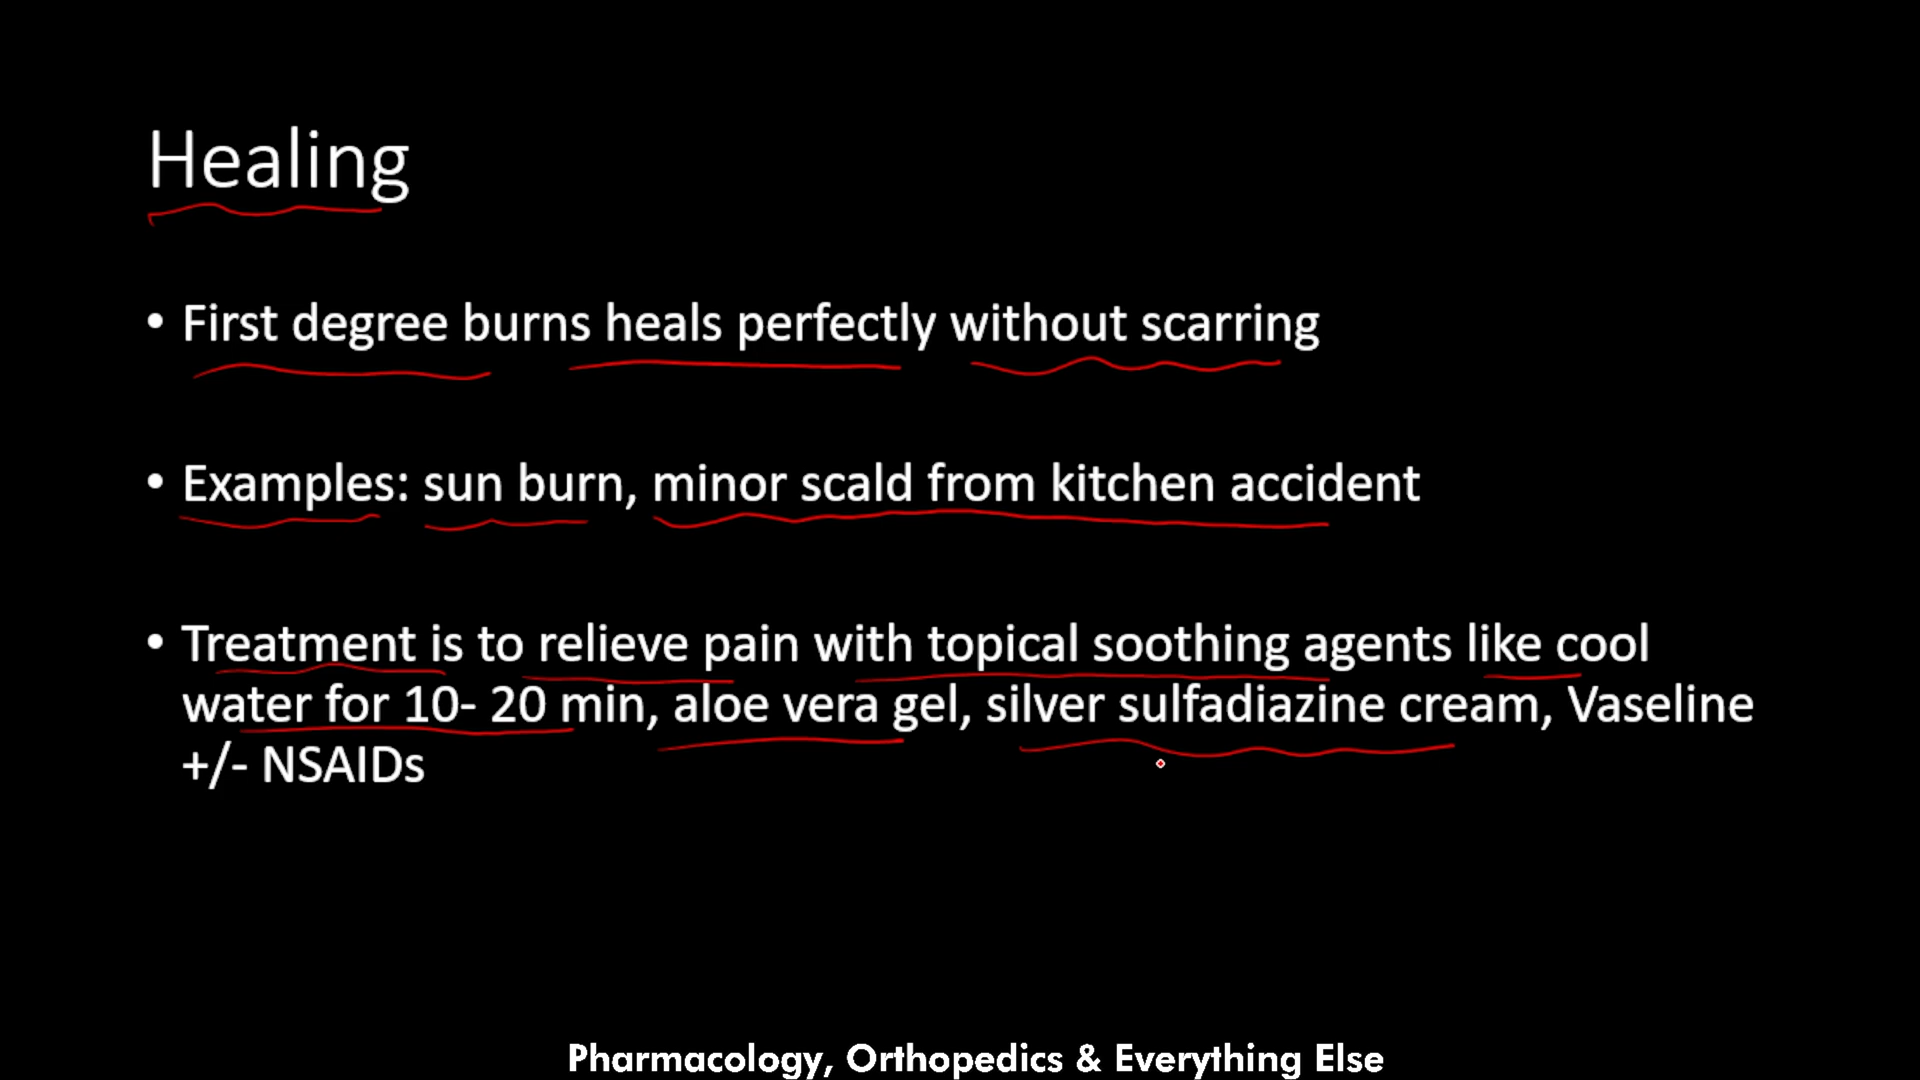 Healing
• First degree burns heals perfectly without scarring
• Examples: sun burn, minor scald from kitchen accident
• Treatment is to relieve pain with topical soothing agents like cool
water for 10- 20 min, aloe vera gel, silver sulfadiazine cream, Vaseline
+/- NSAIDs
Pharmacology, Orthopedics & Everything Else